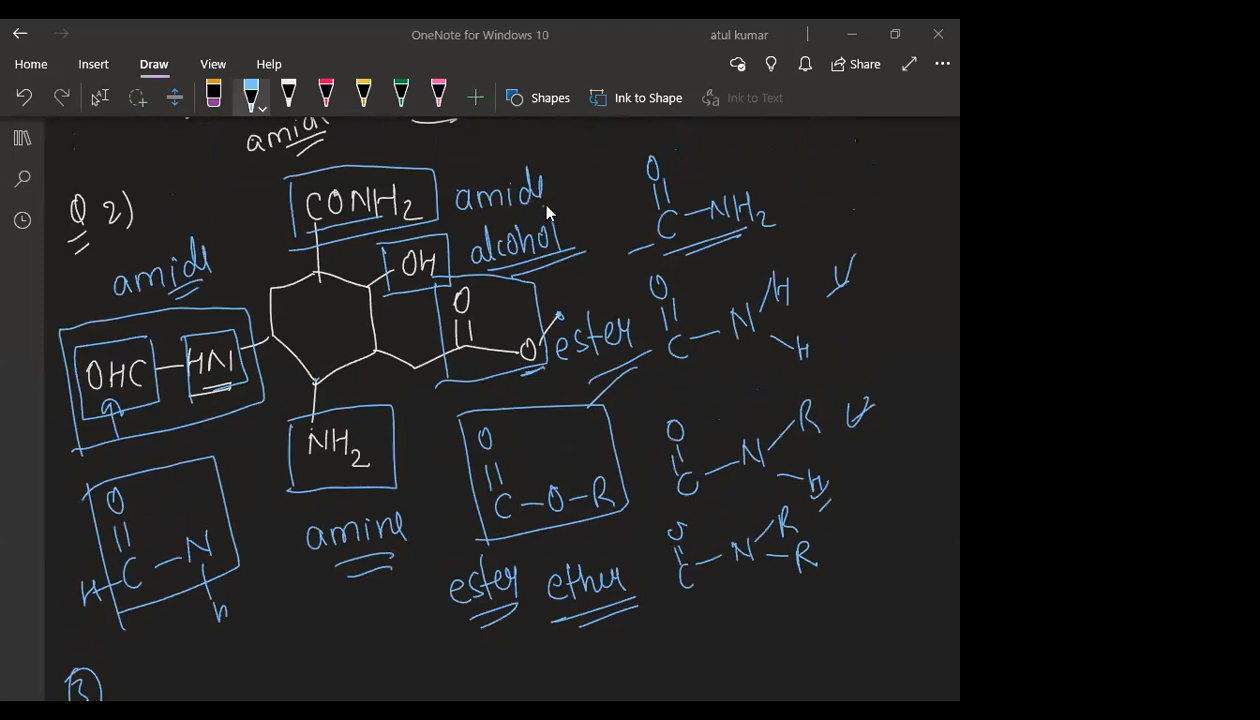 OneNote for Windows 10
atul kumar
Home
Insert
Draw
View
Help
Share
Shapes
Ink to Shape
Ink to Text
amide
Q 2)
CONH2
amide
OH
alcohol
amide
OHC
HN
O
O
ester
NH2
amine
O
C-O-R
ester ether
O
H C-N
h
O
C-NH2
O
C-N H
H
O
C-N R
H
O
C-N R
R
3